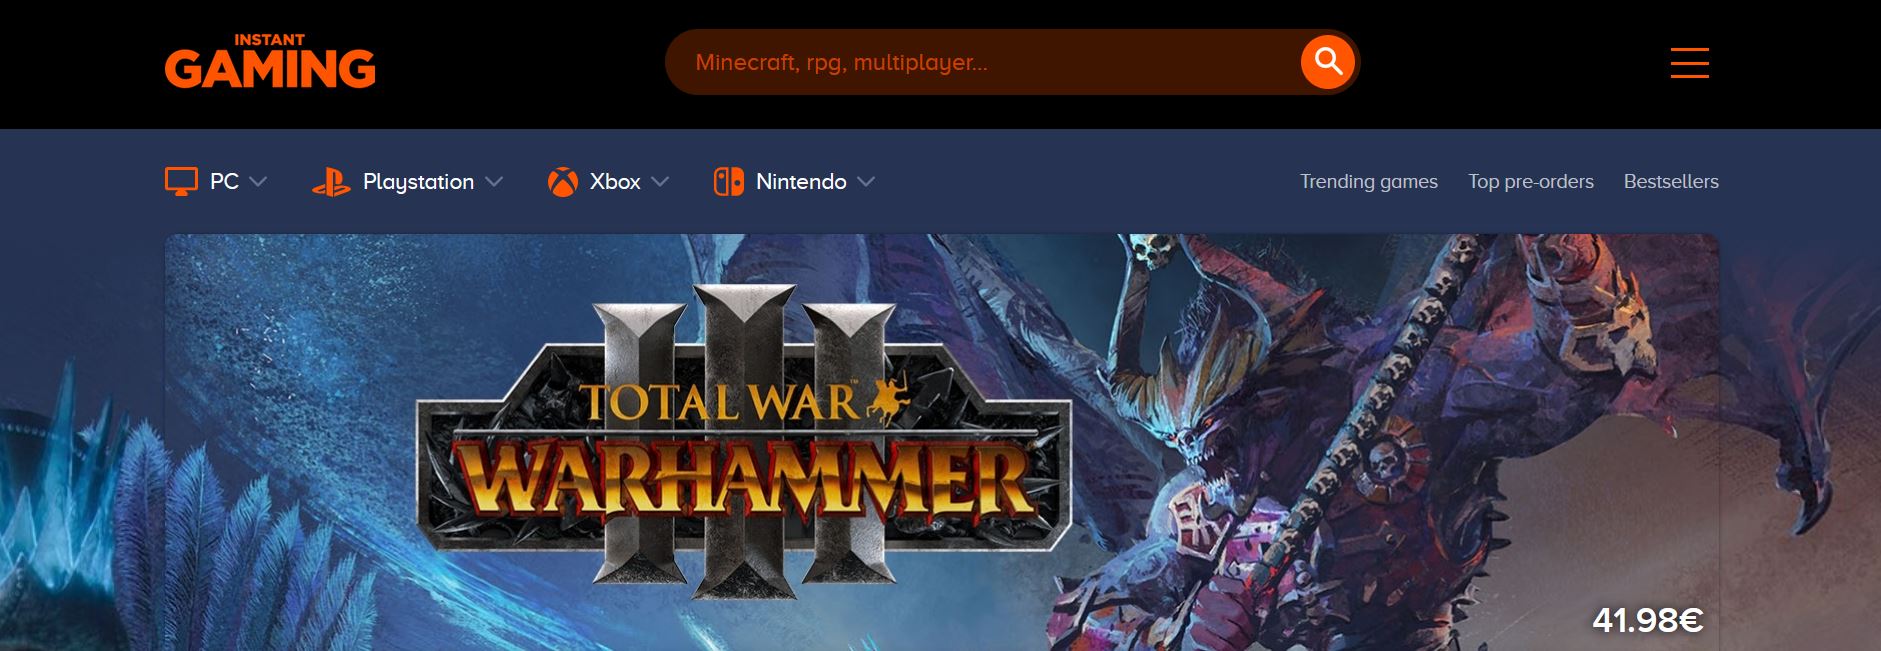 INSTANT
GAMING
Minecraft, rpg, multiplayer...
PC Playstation Xbox Nintendo Trending games Top pre-orders Bestsellers
III
TOTAL WAR™
WARHAMMER
41.98€